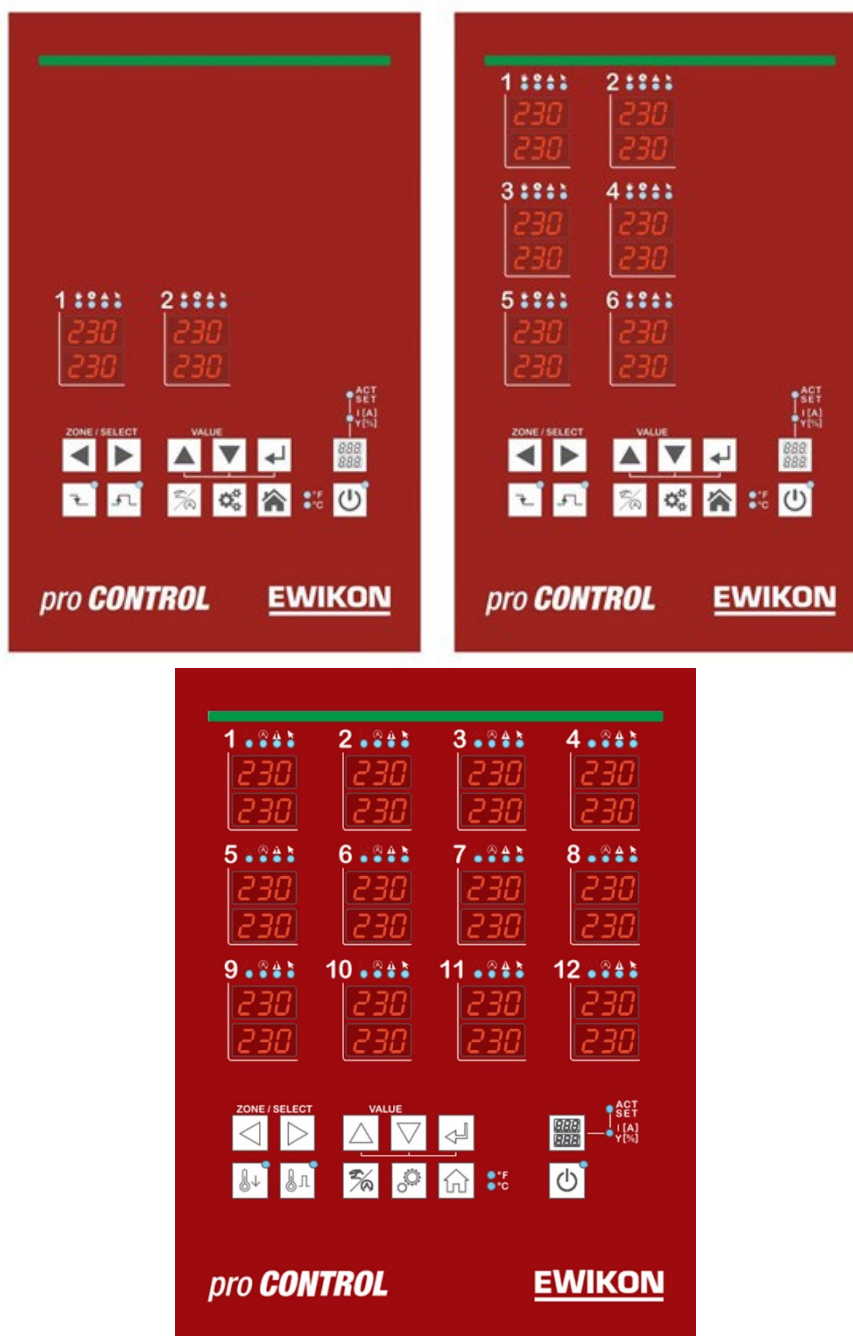 1
2
230 230
230 230
ACT
SET
I [A]
Y[%]
ZONE / SELECT VALUE
888
888
°F
°C
pro CONTROL EWIKON
1 2
230 230
230 230
3 4
230 230
230 230
5 6
230 230
230 230
ACT
SET
I [A]
Y[%]
ZONE / SELECT VALUE
888
888
°F
°C
pro CONTROL EWIKON
1 2 3 4
230 230 230 230
230 230 230 230
5 6 7 8
230 230 230 230
230 230 230 230
9 10 11 12
230 230 230 230
230 230 230 230
ACT
SET
I [A]
Y[%]
ZONE / SELECT VALUE
888
888
°F
°C
pro CONTROL EWIKON